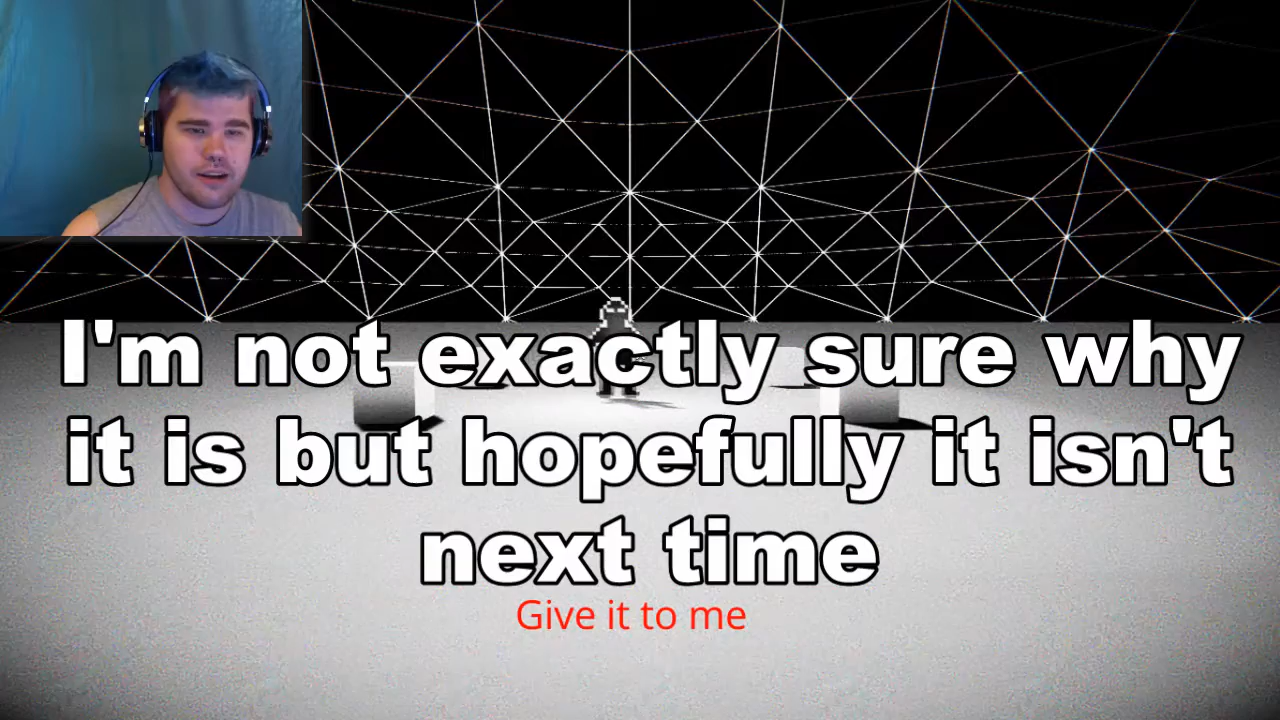 I'm not exactly sure why
it is but hopefully it isn't
next time
Give it to me